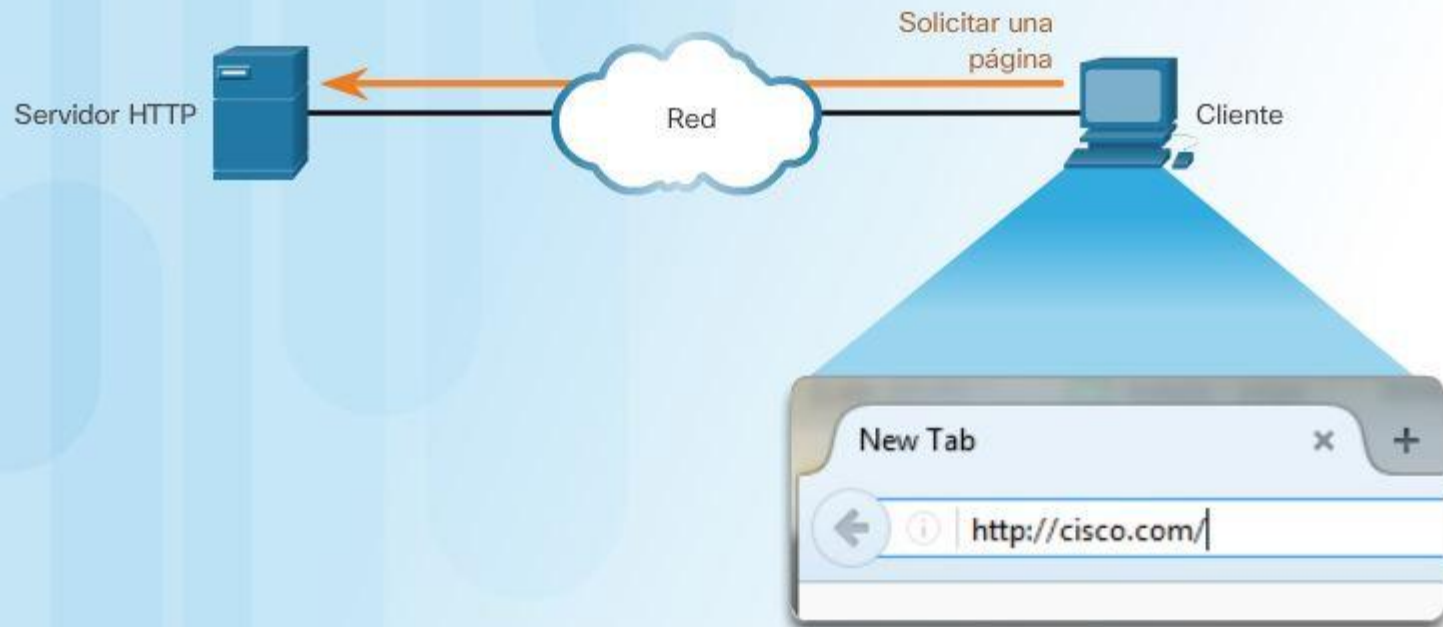 Solicitar una
página
Servidor HTTP
Red
Cliente
New Tab
http://cisco.com/